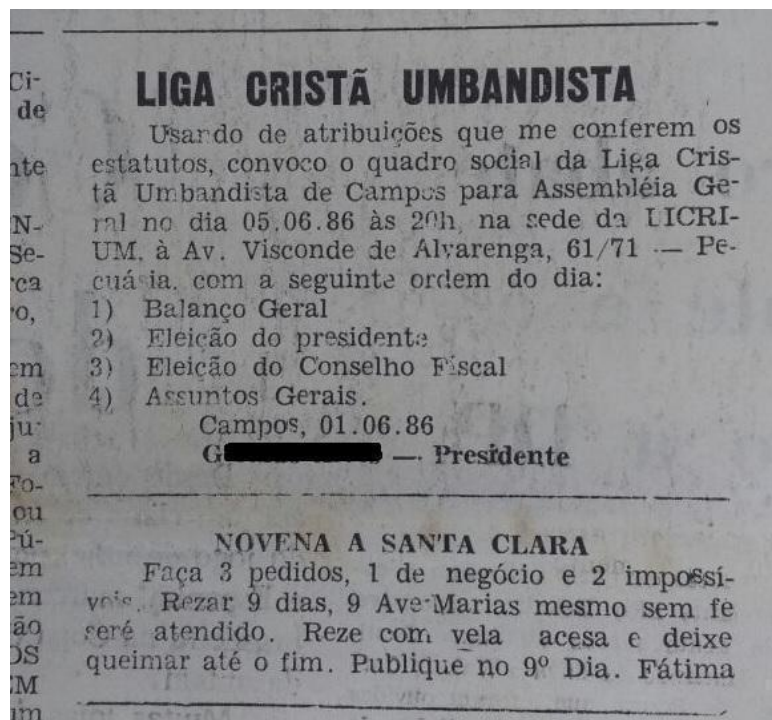 LIGA CRISTÃ UMBANDISTA
Usando de atribuições que me conferem os
estatutos, convoco o quadro social da Liga Cris-
tã Umbandista de Campos para Assembléia Ge-
ral no dia 05.06.86 às 20h, na sede da LICRI-
UM, à Av. Visconde de Alvarenga, 61/71 — Pe-
cuária, com a seguinte ordem do dia:
1) Balanço Geral
2) Eleição do presidente
3) Eleição do Conselho Fiscal
4) Assuntos Gerais.
Campos, 01.06.86
— Presidente
NOVENA A SANTA CLARA
Faça 3 pedidos, 1 de negócio e 2 impossí-
veis. Rezar 9 dias, 9 Ave-Marias mesmo sem fé
seré atendido. Reze com vela acesa e deixe
queimar até o fim. Publique no 9º Dia. Fátima